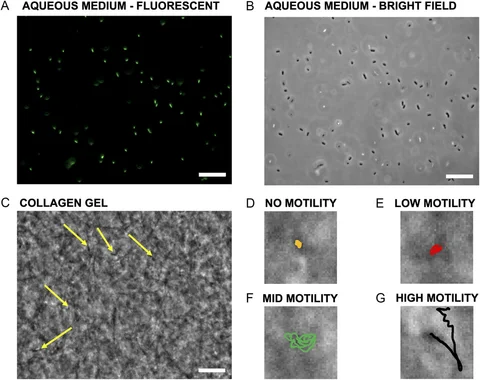 A AQUEOUS MEDIUM - FLUORESCENT
B AQUEOUS MEDIUM - BRIGHT FIELD
C COLLAGEN GEL
D NO MOTILITY
E LOW MOTILITY
F MID MOTILITY
G HIGH MOTILITY